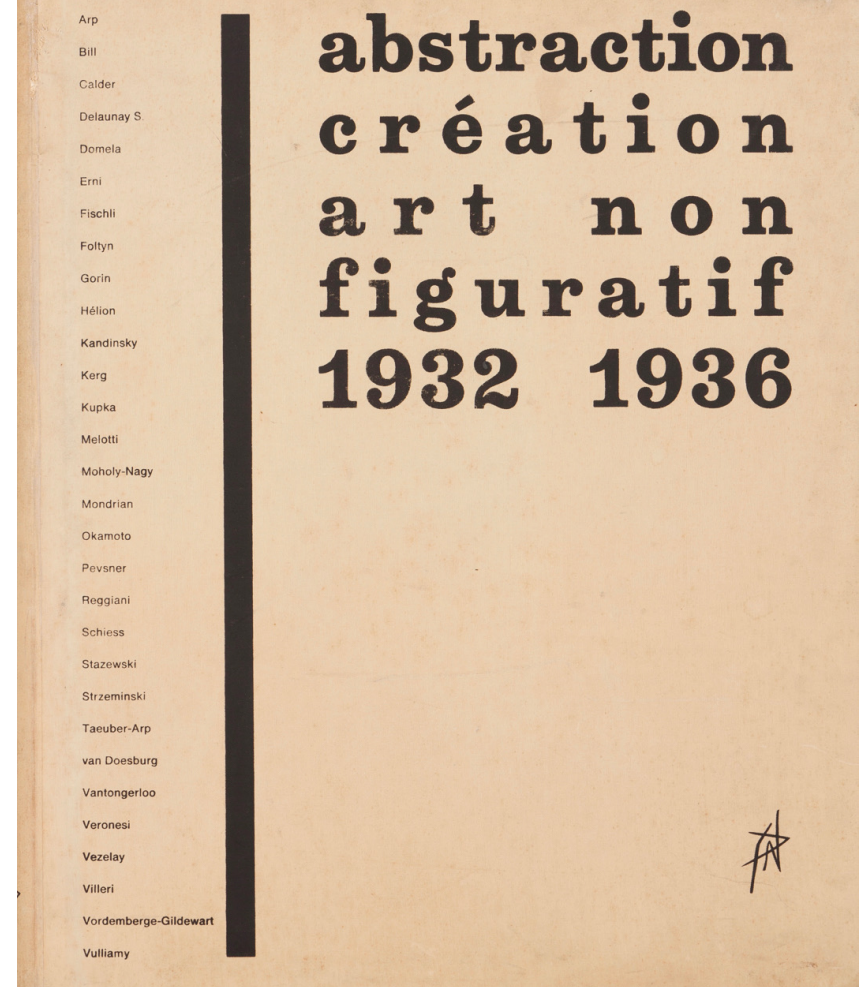 Arp
Bill
Calder
Delaunay S.
Domela
Erni
Fischli
Foltyn
Gorin
Hélion
Kandinsky
Kerg
Kupka
Melotti
Moholy-Nagy
Mondrian
Okamoto
Pevsner
Reggiani
Schiess
Stazewski
Strzeminski
Taeuber-Arp
van Doesburg
Vantongerloo
Veronesi
Vezelay
Villeri
Vordemberge-Gildewart
Vulliamy
abstraction
création
art non
figuratif
1932 1936